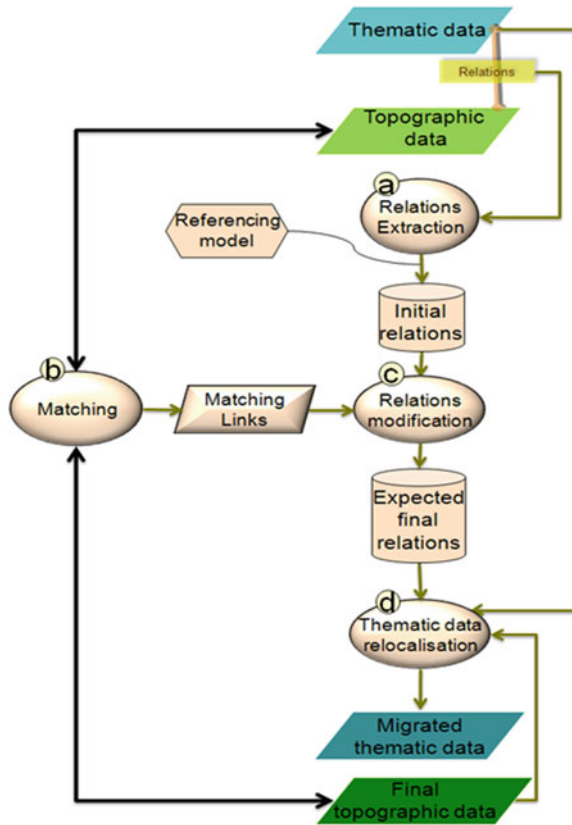 Thematic data
Relations
Topographic
data
a
Relations
Extraction
Referencing
model
Initial
relations
b
Matching
Matching
Links
c
Relations
modification
Expected
final
relations
d
Thematic data
relocalisation
Migrated
thematic data
Final
topographic data